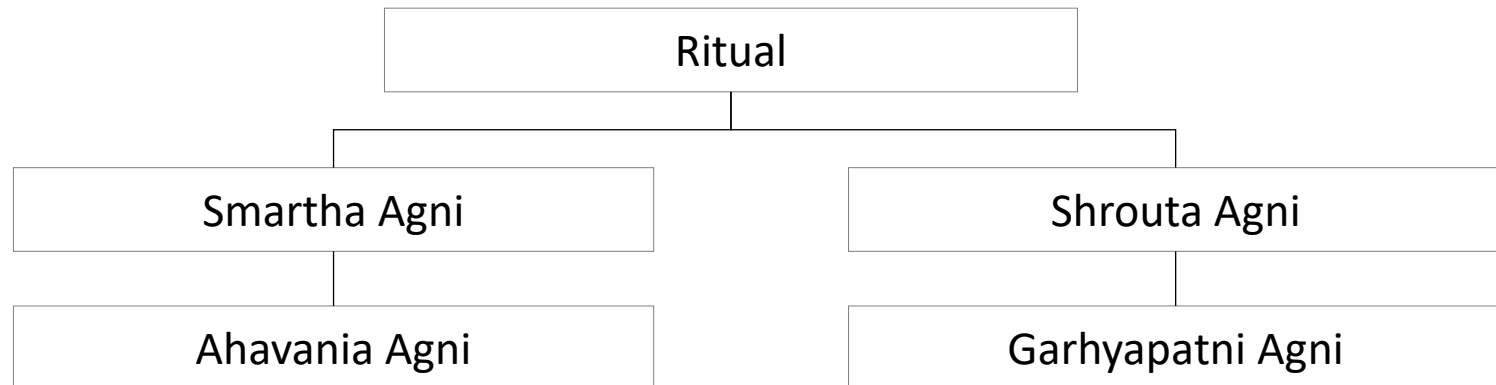 Ritual
Smartha Agni
Shrouta Agni
Ahavania Agni
Garhyapatni Agni